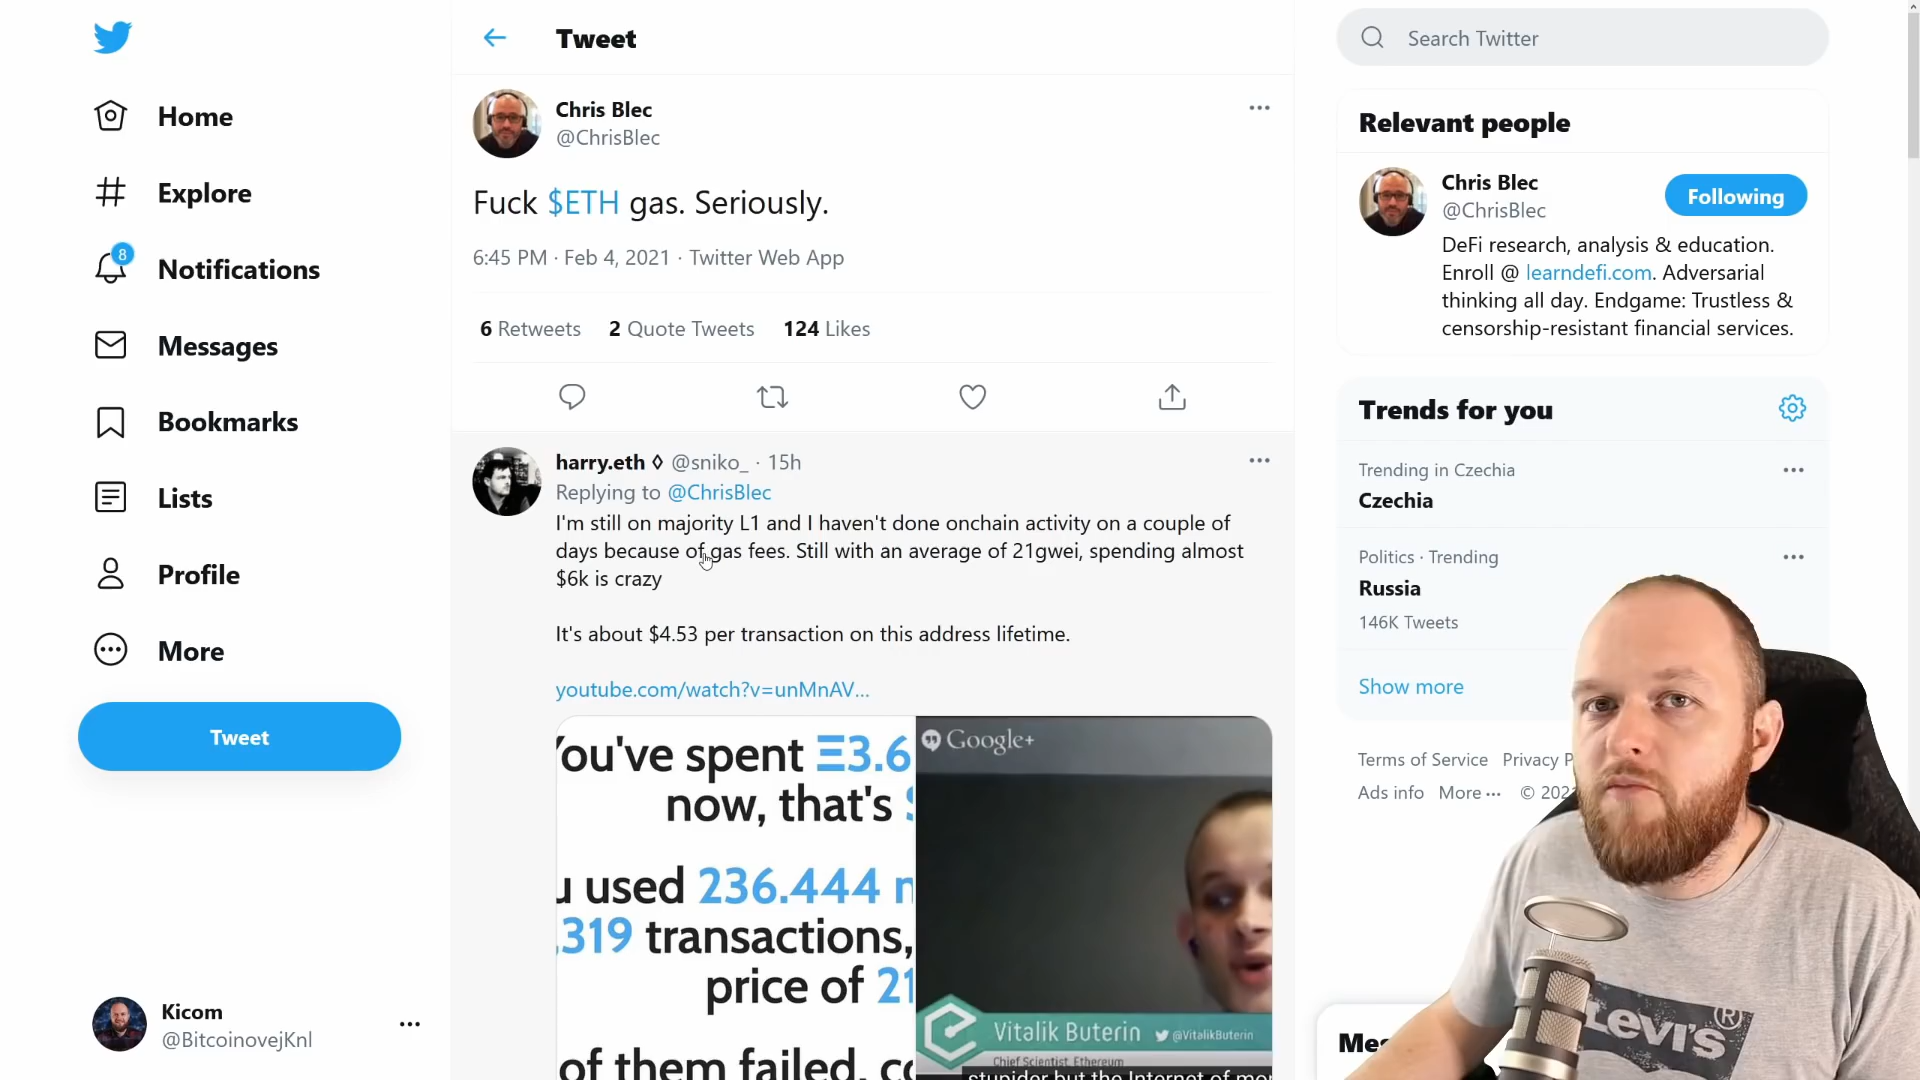 Home
Explore
8
Notifications
Messages
Bookmarks
Lists
Profile
More
Tweet
Kicom
@BitcoinovejKnl
Tweet
Chris Blec
@ChrisBlec
Fuck $ETH gas. Seriously.
6:45 PM · Feb 4, 2021 · Twitter Web App
6 Retweets 2 Quote Tweets 124 Likes
harry.eth ◊ @sniko_ · 15h
Replying to @ChrisBlec
I'm still on majority L1 and I haven't done onchain activity on a couple of
days because of gas fees. Still with an average of 21gwei, spending almost
$6k is crazy
It's about $4.53 per transaction on this address lifetime.
youtube.com/watch?v=unMnAV...
You've spent Ξ3.6
now, that's
used 236.444
,319 transactions,
price of 21
of them failed,
Google+
Vitalik Buterin @VitalikButerin
Chief Scientist, Ethereum
stupider but the Internet of
Search Twitter
Relevant people
Chris Blec
@ChrisBlec
Following
DeFi research, analysis & education.
Enroll @ learndefi.com. Adversarial
thinking all day. Endgame: Trustless &
censorship-resistant financial services.
Trends for you
Trending in Czechia
Czechia
Politics · Trending
Russia
146K Tweets
Show more
Terms of Service Privacy P
Ads info More ··· © 202
Mes
Levi's ®